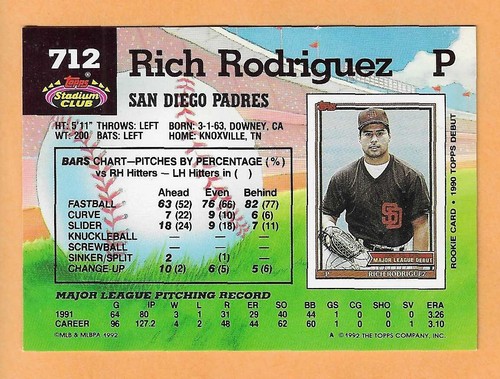 712
Topps
Stadium
CLUB
Rich Rodriguez P
SAN DIEGO PADRES
HT: 5'11" THROWS: LEFT BORN: 3-1-63, DOWNEY, CA
WT: 200 BATS: LEFT HOME: KNOXVILLE, TN
BARS CHART—PITCHES BY PERCENTAGE (%)
vs RH Hitters — LH Hitters in ( )
Ahead Even Behind
FASTBALL 63 (52) 76 (66) 82 (77)
CURVE 7 (22) 9 (10) 6 (6)
SLIDER 18 (24) 9 (18) 7 (11)
KNUCKLEBALL — — —
SCREWBALL — — —
SINKER/SPLIT 2 (1) —
CHANGE-UP 10 (2) 6 (5) 5 (6)
Topps
SD
MAJOR LEAGUE DEBUT
P RICH RODRIGUEZ
ROOKIE CARD • 1990 TOPPS DEBUT
MAJOR LEAGUE PITCHING RECORD
G IP W L R ER SO BB GS CG SHO SV ERA
1991 64 80 3 1 31 29 40 44 1 0 0 0 3.26
CAREER 96 127.2 4 2 48 44 62 60 1 0 0 1 3.10
©MLB & MLBPA 1992 A ©1992 THE TOPPS COMPANY, INC.